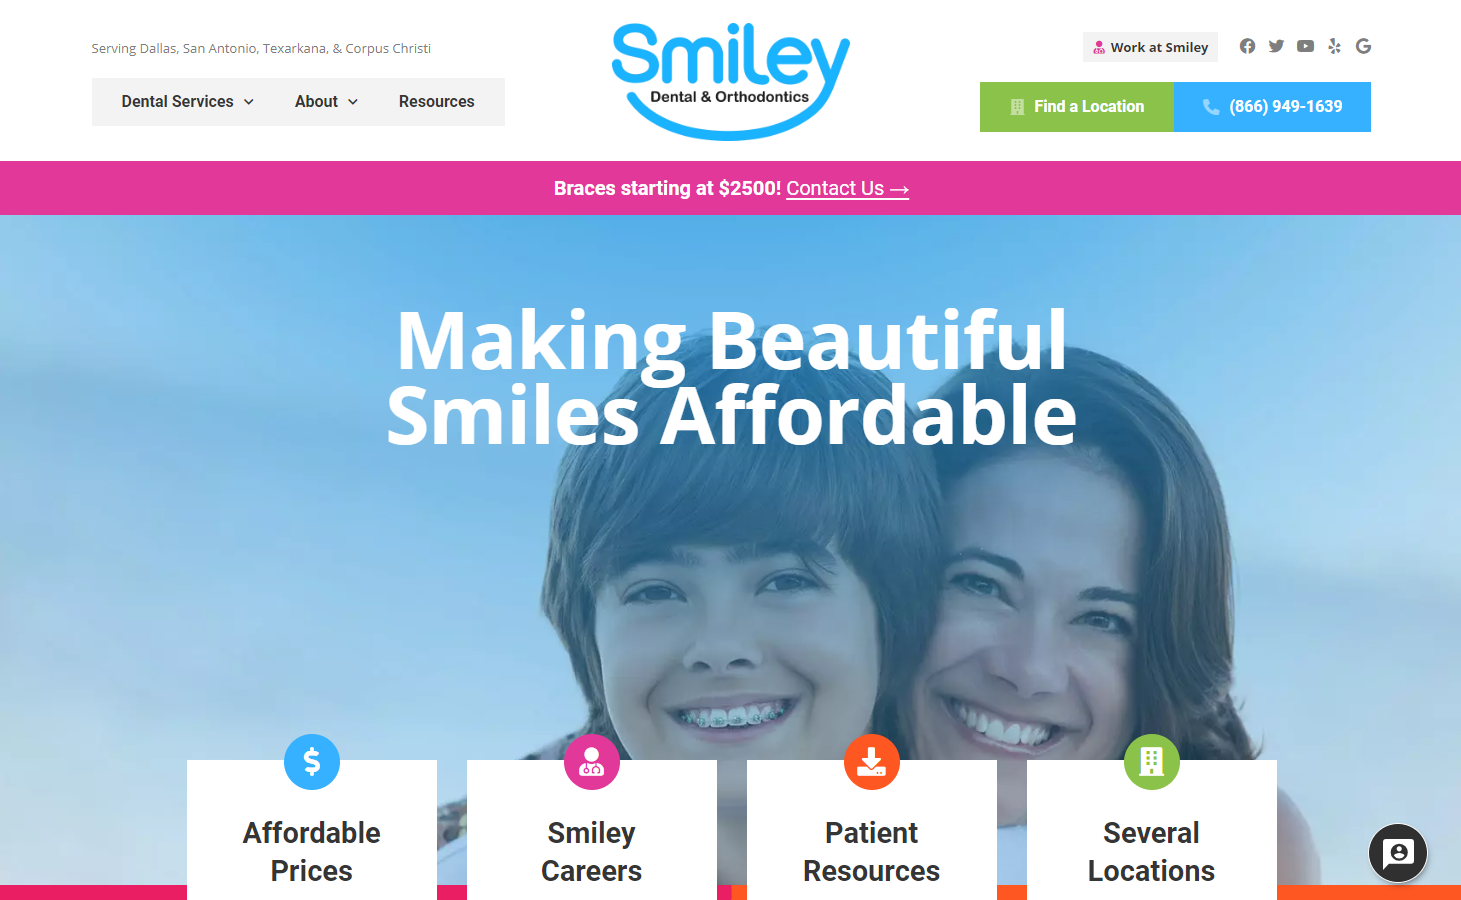 Serving Dallas, San Antonio, Texarkana, & Corpus Christi
Dental Services
About
Resources
Smiley
Dental & Orthodontics
Work at Smiley
Find a Location
(866) 949-1639
Braces starting at $2500! Contact Us →
Making Beautiful
Smiles Affordable
Affordable
Prices
Smiley
Careers
Patient
Resources
Several
Locations